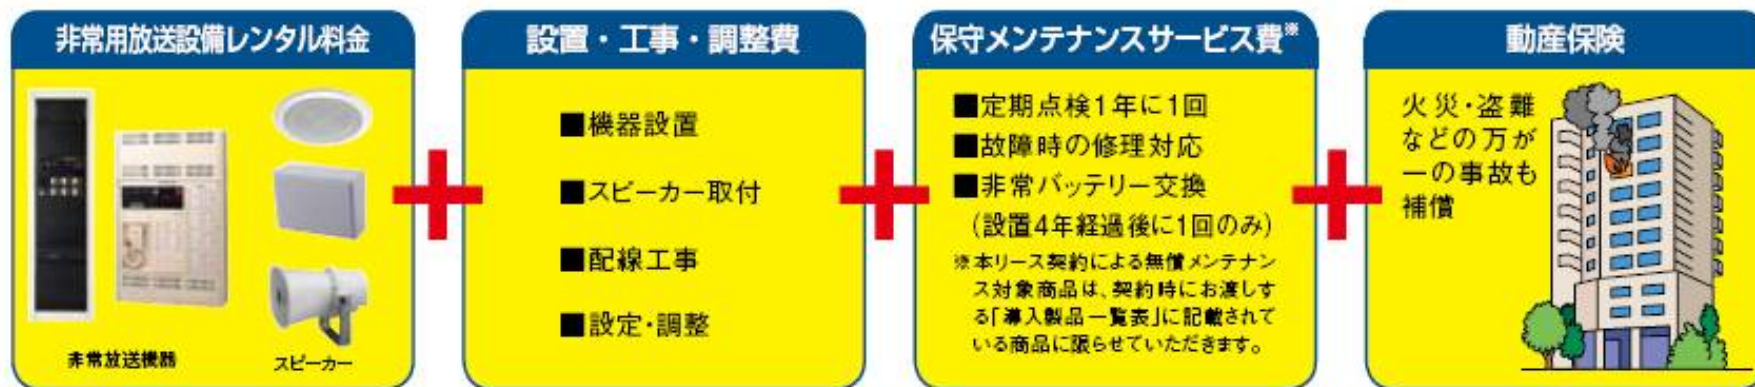 非常用放送設備レンタル料金
非常放送機器
スピーカー
設置・工事・調整費
■機器設置
■スピーカー取付
■配線工事
■設定・調整
保守メンテナンスサービス費※
■定期点検1年に1回
■故障時の修理対応
■非常バッテリー交換
(設置4年経過後に1回のみ)
※本リース契約による無償メンテナン
ス対象商品は、契約時にお渡しす
る「導入製品一覧表」に記載されて
いる商品に限らせていただきます。
動産保険
火災・盗難
などの万が
一の事故も
補償